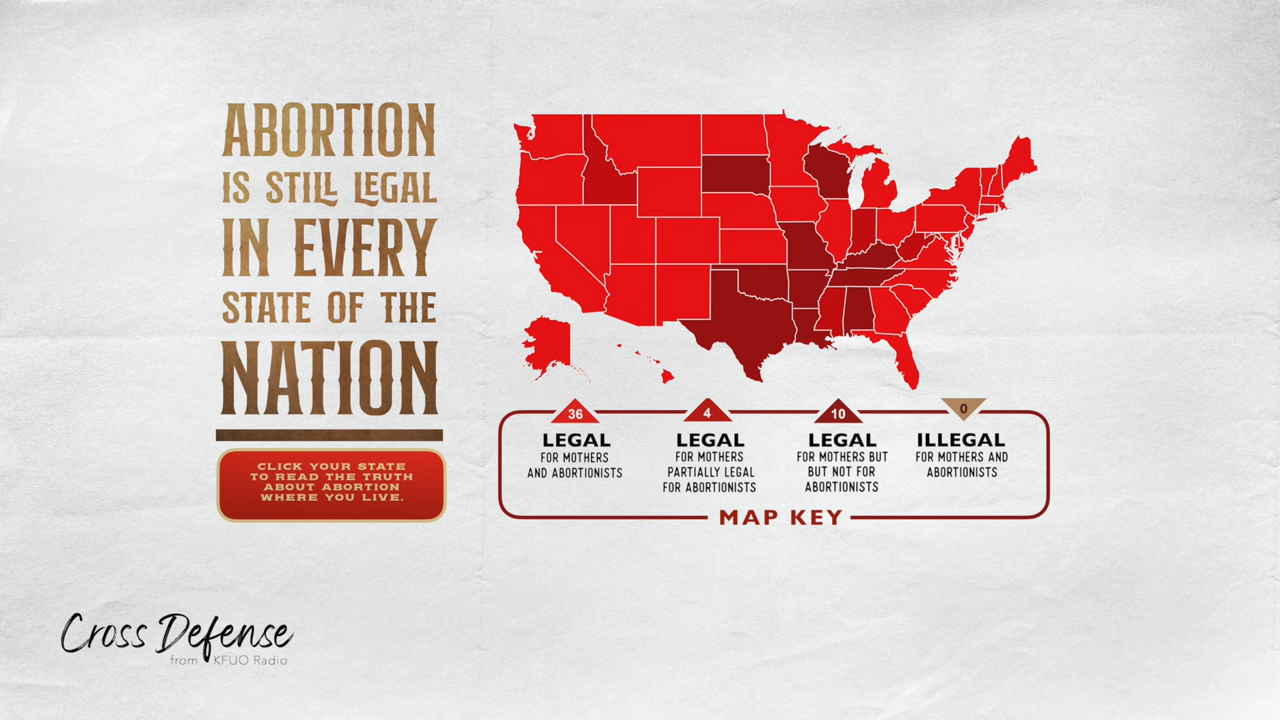 ABORTION
IS STILL LEGAL
IN EVERY
STATE OF THE
NATION
CLICK YOUR STATE
TO READ THE TRUTH
ABOUT ABORTION
WHERE YOU LIVE.
36
LEGAL
FOR MOTHERS
AND ABORTIONISTS
4
LEGAL
FOR MOTHERS
PARTIALLY LEGAL
FOR ABORTIONISTS
10
LEGAL
FOR MOTHERS BUT
BUT NOT FOR
ABORTIONISTS
0
ILLEGAL
FOR MOTHERS AND
ABORTIONISTS
MAP KEY
Cross Defense
from KFUO Radio